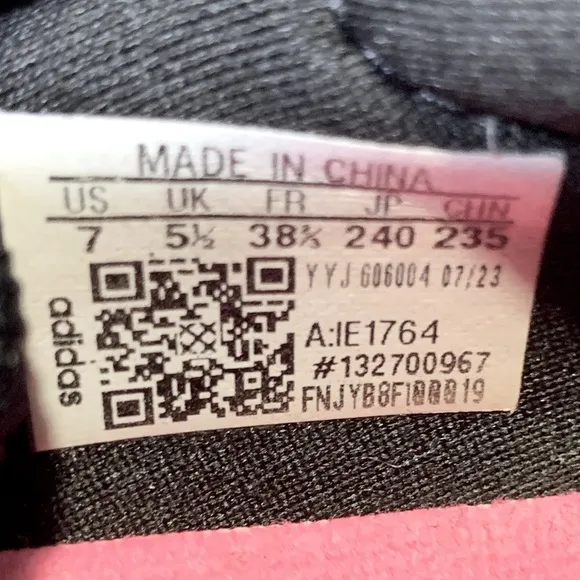 MADE IN CHINA
US UK FR JP CHN
7 5½ 38⅔ 240 235
YYJ 606004 07/23
adidas
A:IE1764
#132700967